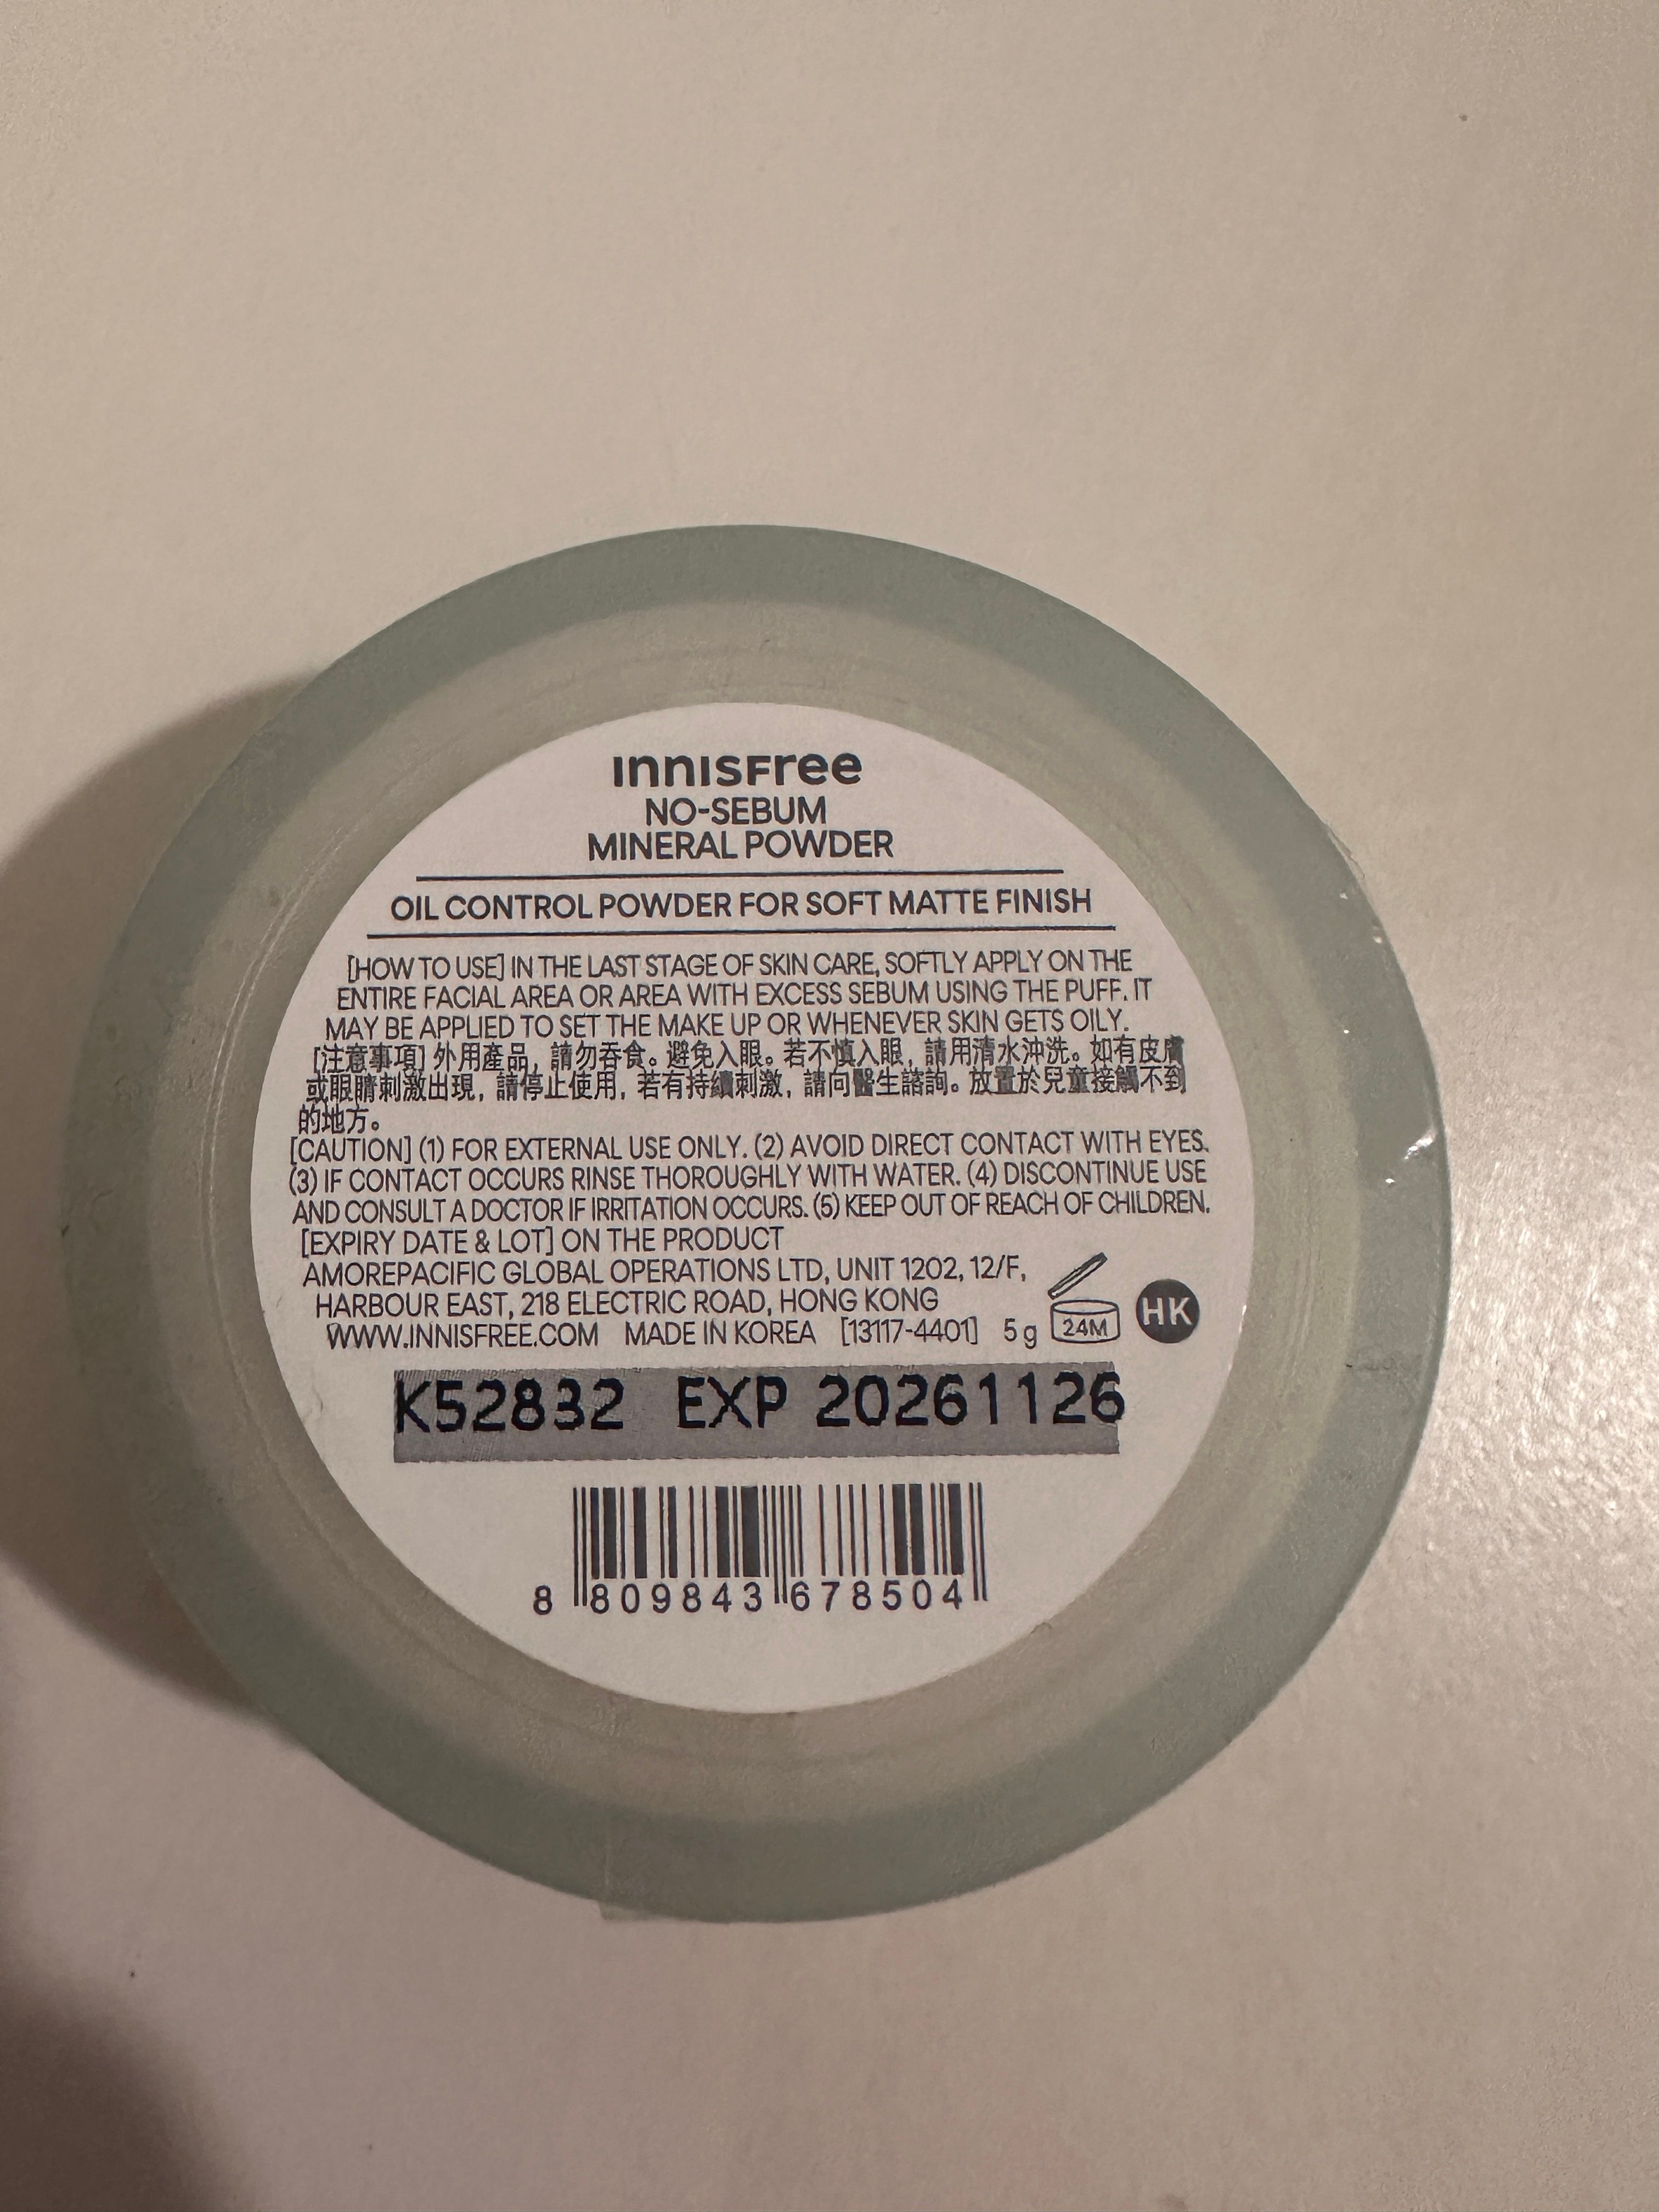 innisFree
NO-SEBUM
MINERAL POWDER
OIL CONTROL POWDER FOR SOFT MATTE FINISH
[HOW TO USE] IN THE LAST STAGE OF SKIN CARE, SOFTLY APPLY ON THE
ENTIRE FACIAL AREA OR AREA WITH EXCESS SEBUM USING THE PUFF. IT
MAY BE APPLIED TO SET THE MAKE UP OR WHENEVER SKIN GETS OILY.
[注意事項] 外用產品, 請勿吞食。避免入眼。若不慎入眼, 請用清水沖洗。如有皮膚
或眼睛刺激出現, 請停止使用, 若有持續刺激, 請向醫生諮詢。放置於兒童接觸不到
的地方。
[CAUTION] (1) FOR EXTERNAL USE ONLY. (2) AVOID DIRECT CONTACT WITH EYES.
(3) IF CONTACT OCCURS RINSE THOROUGHLY WITH WATER. (4) DISCONTINUE USE
AND CONSULT A DOCTOR IF IRRITATION OCCURS. (5) KEEP OUT OF REACH OF CHILDREN.
[EXPIRY DATE & LOT] ON THE PRODUCT
AMOREPACIFIC GLOBAL OPERATIONS LTD, UNIT 1202, 12/F,
HARBOUR EAST, 218 ELECTRIC ROAD, HONG KONG
WWW.INNISFREE.COM MADE IN KOREA [13117-4401] 5 g 24M HK
K52832 EXP 20261126
8 809843 678504